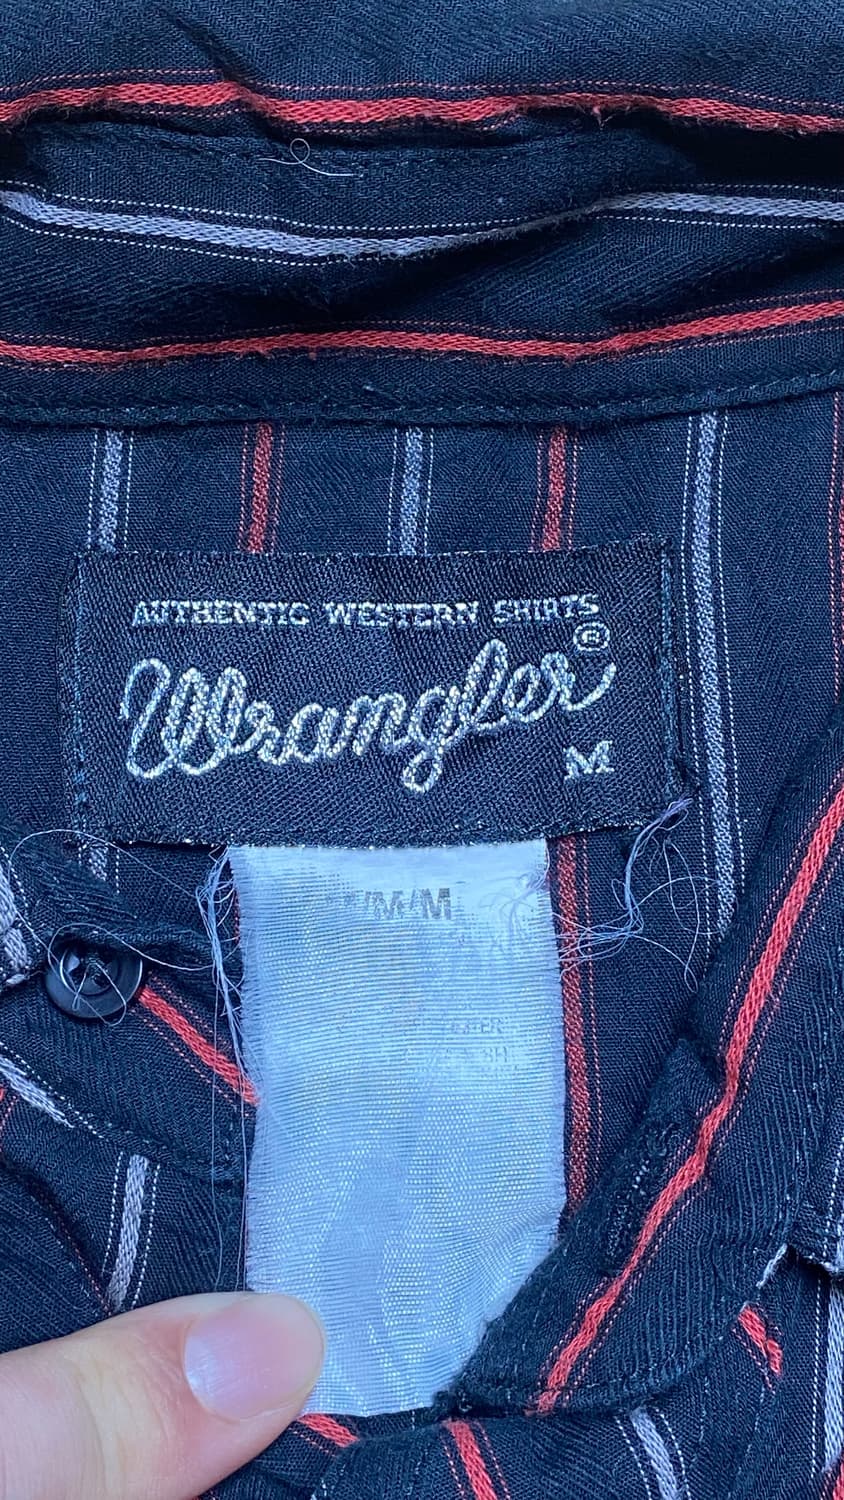 AUTHENTIC WESTERN SHIRTS
Wrangler®
M
/M/M